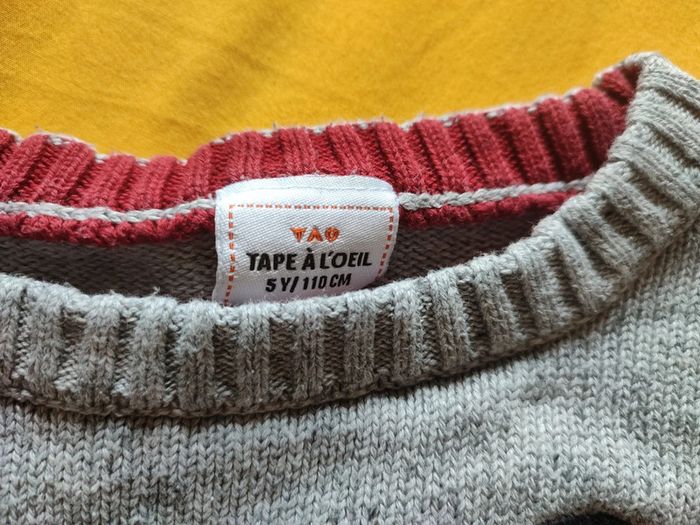 TAO
TAPE À L'OEIL
5 Y/ 110 CM